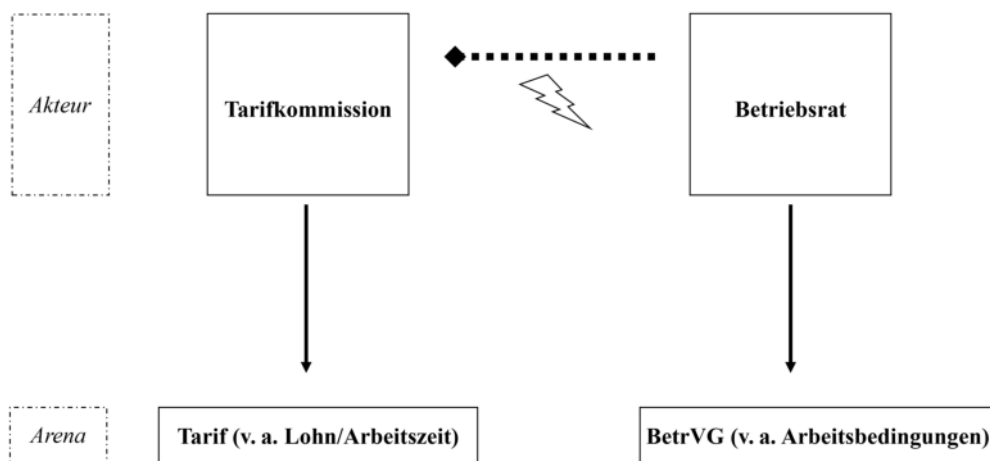 Akteur
Tarifkommission
Betriebsrat
Arena
Tarif (v. a. Lohn/Arbeitszeit)
BetrVG (v. a. Arbeitsbedingungen)